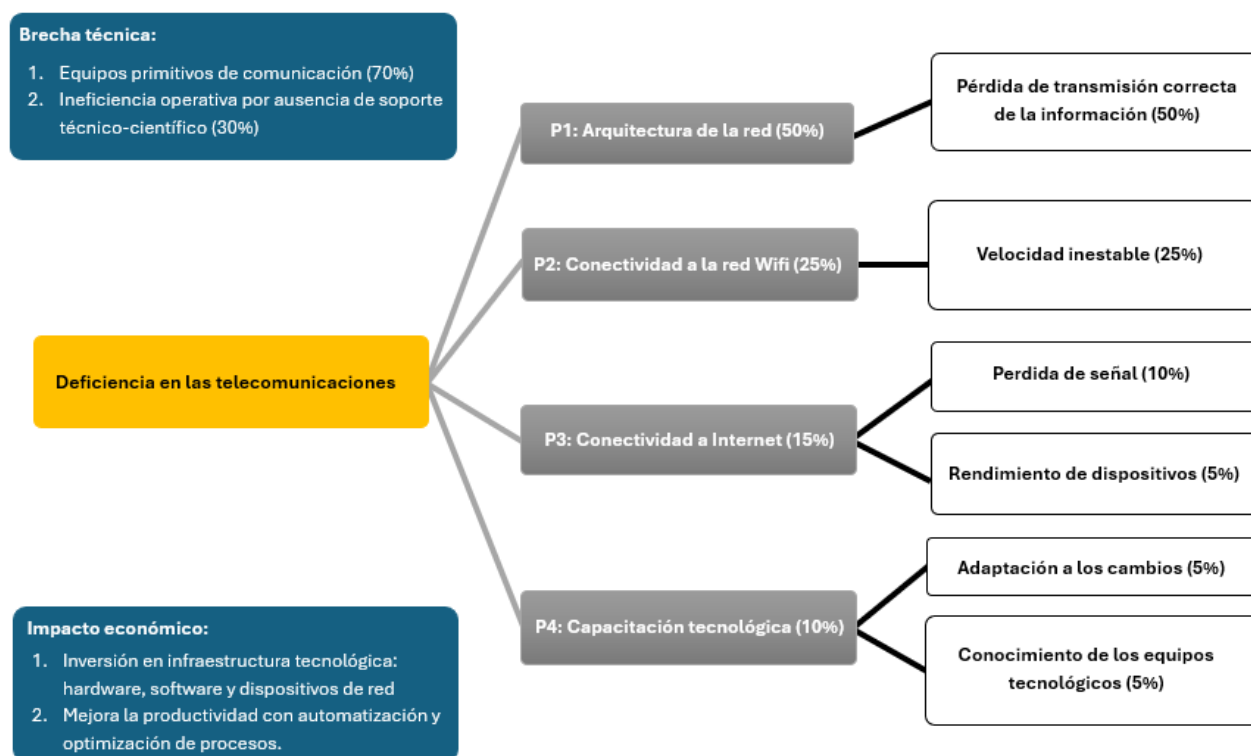 Brecha técnica:
1. Equipos primitivos de comunicación (70%)
2. Ineficiencia operativa por ausencia de soporte
técnico-científico (30%)
Deficiencia en las telecomunicaciones
Impacto económico:
1. Inversión en infraestructura tecnológica:
hardware, software y dispositivos de red
2. Mejora la productividad con automatización y
optimización de procesos.
P1: Arquitectura de la red (50%)
P2: Conectividad a la red Wifi (25%)
P3: Conectividad a Internet (15%)
P4: Capacitación tecnológica (10%)
Pérdida de transmisión correcta
de la información (50%)
Velocidad inestable (25%)
Perdida de señal (10%)
Rendimiento de dispositivos (5%)
Adaptación a los cambios (5%)
Conocimiento de los equipos
tecnológicos (5%)